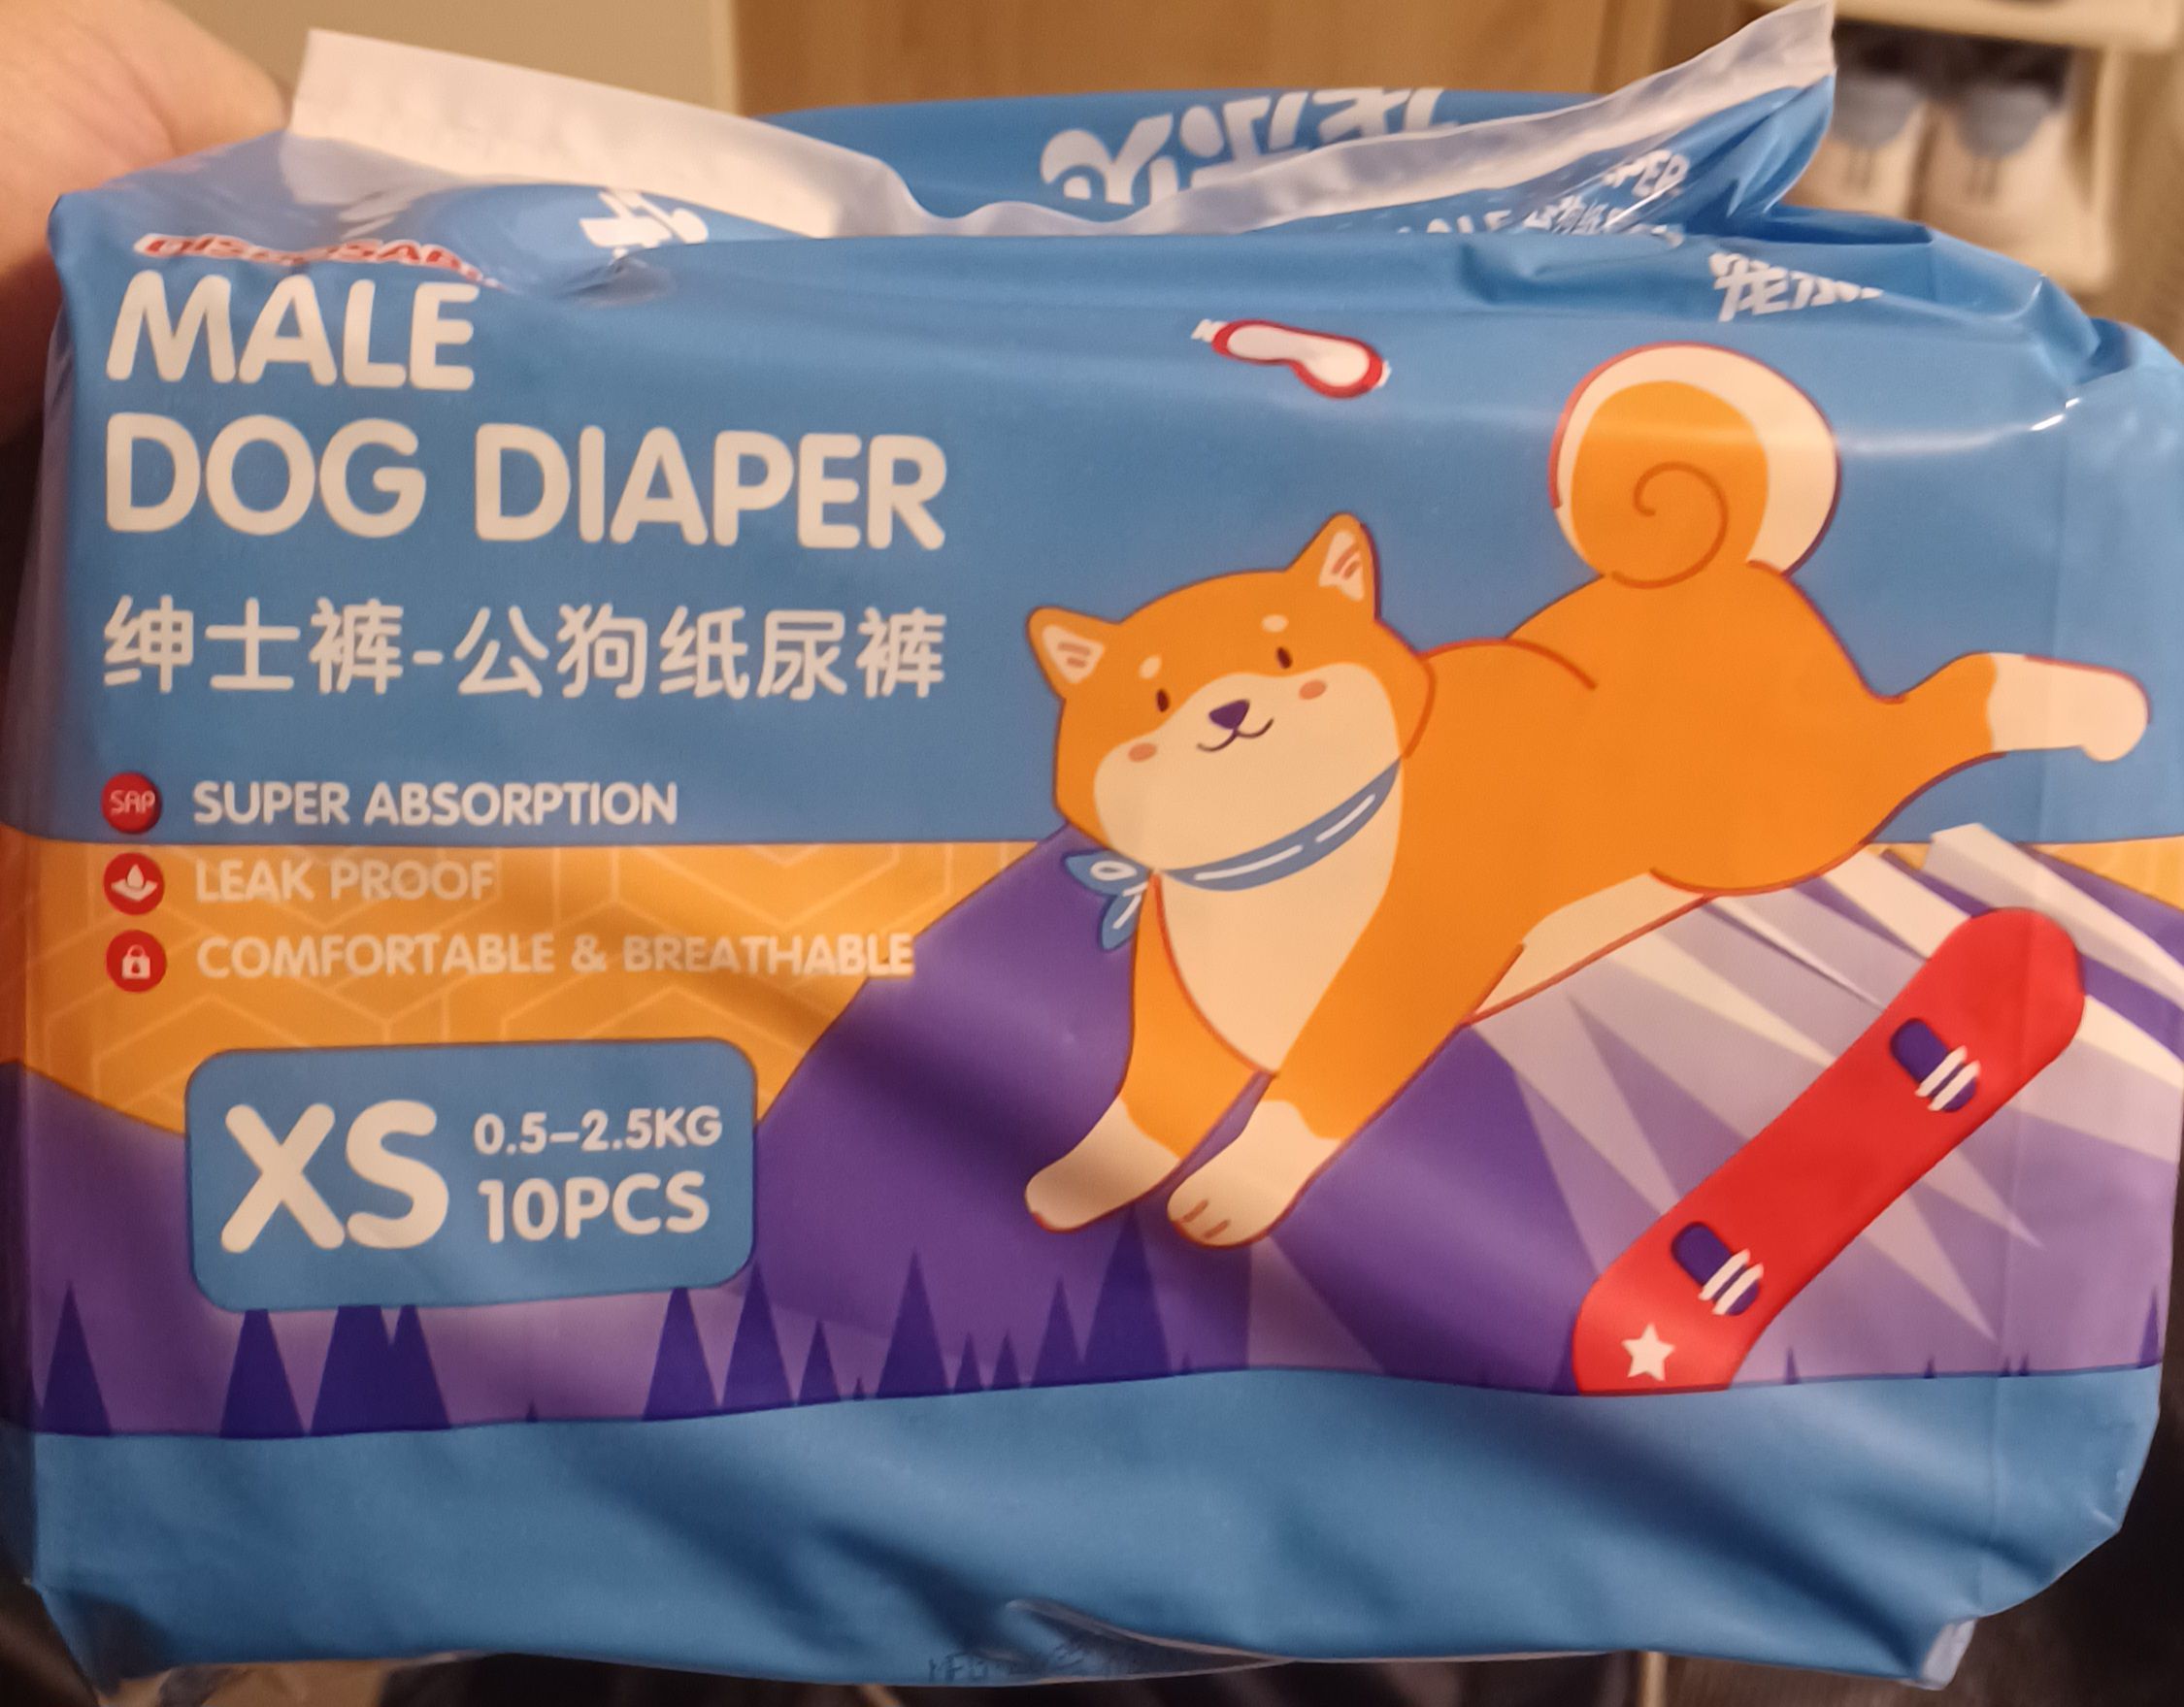 MALE
DOG DIAPER
绅士裤-公狗纸尿裤
SAP SUPER ABSORPTION
LEAK PROOF
COMFORTABLE & BREATHABLE
XS 0.5-2.5KG
10PCS